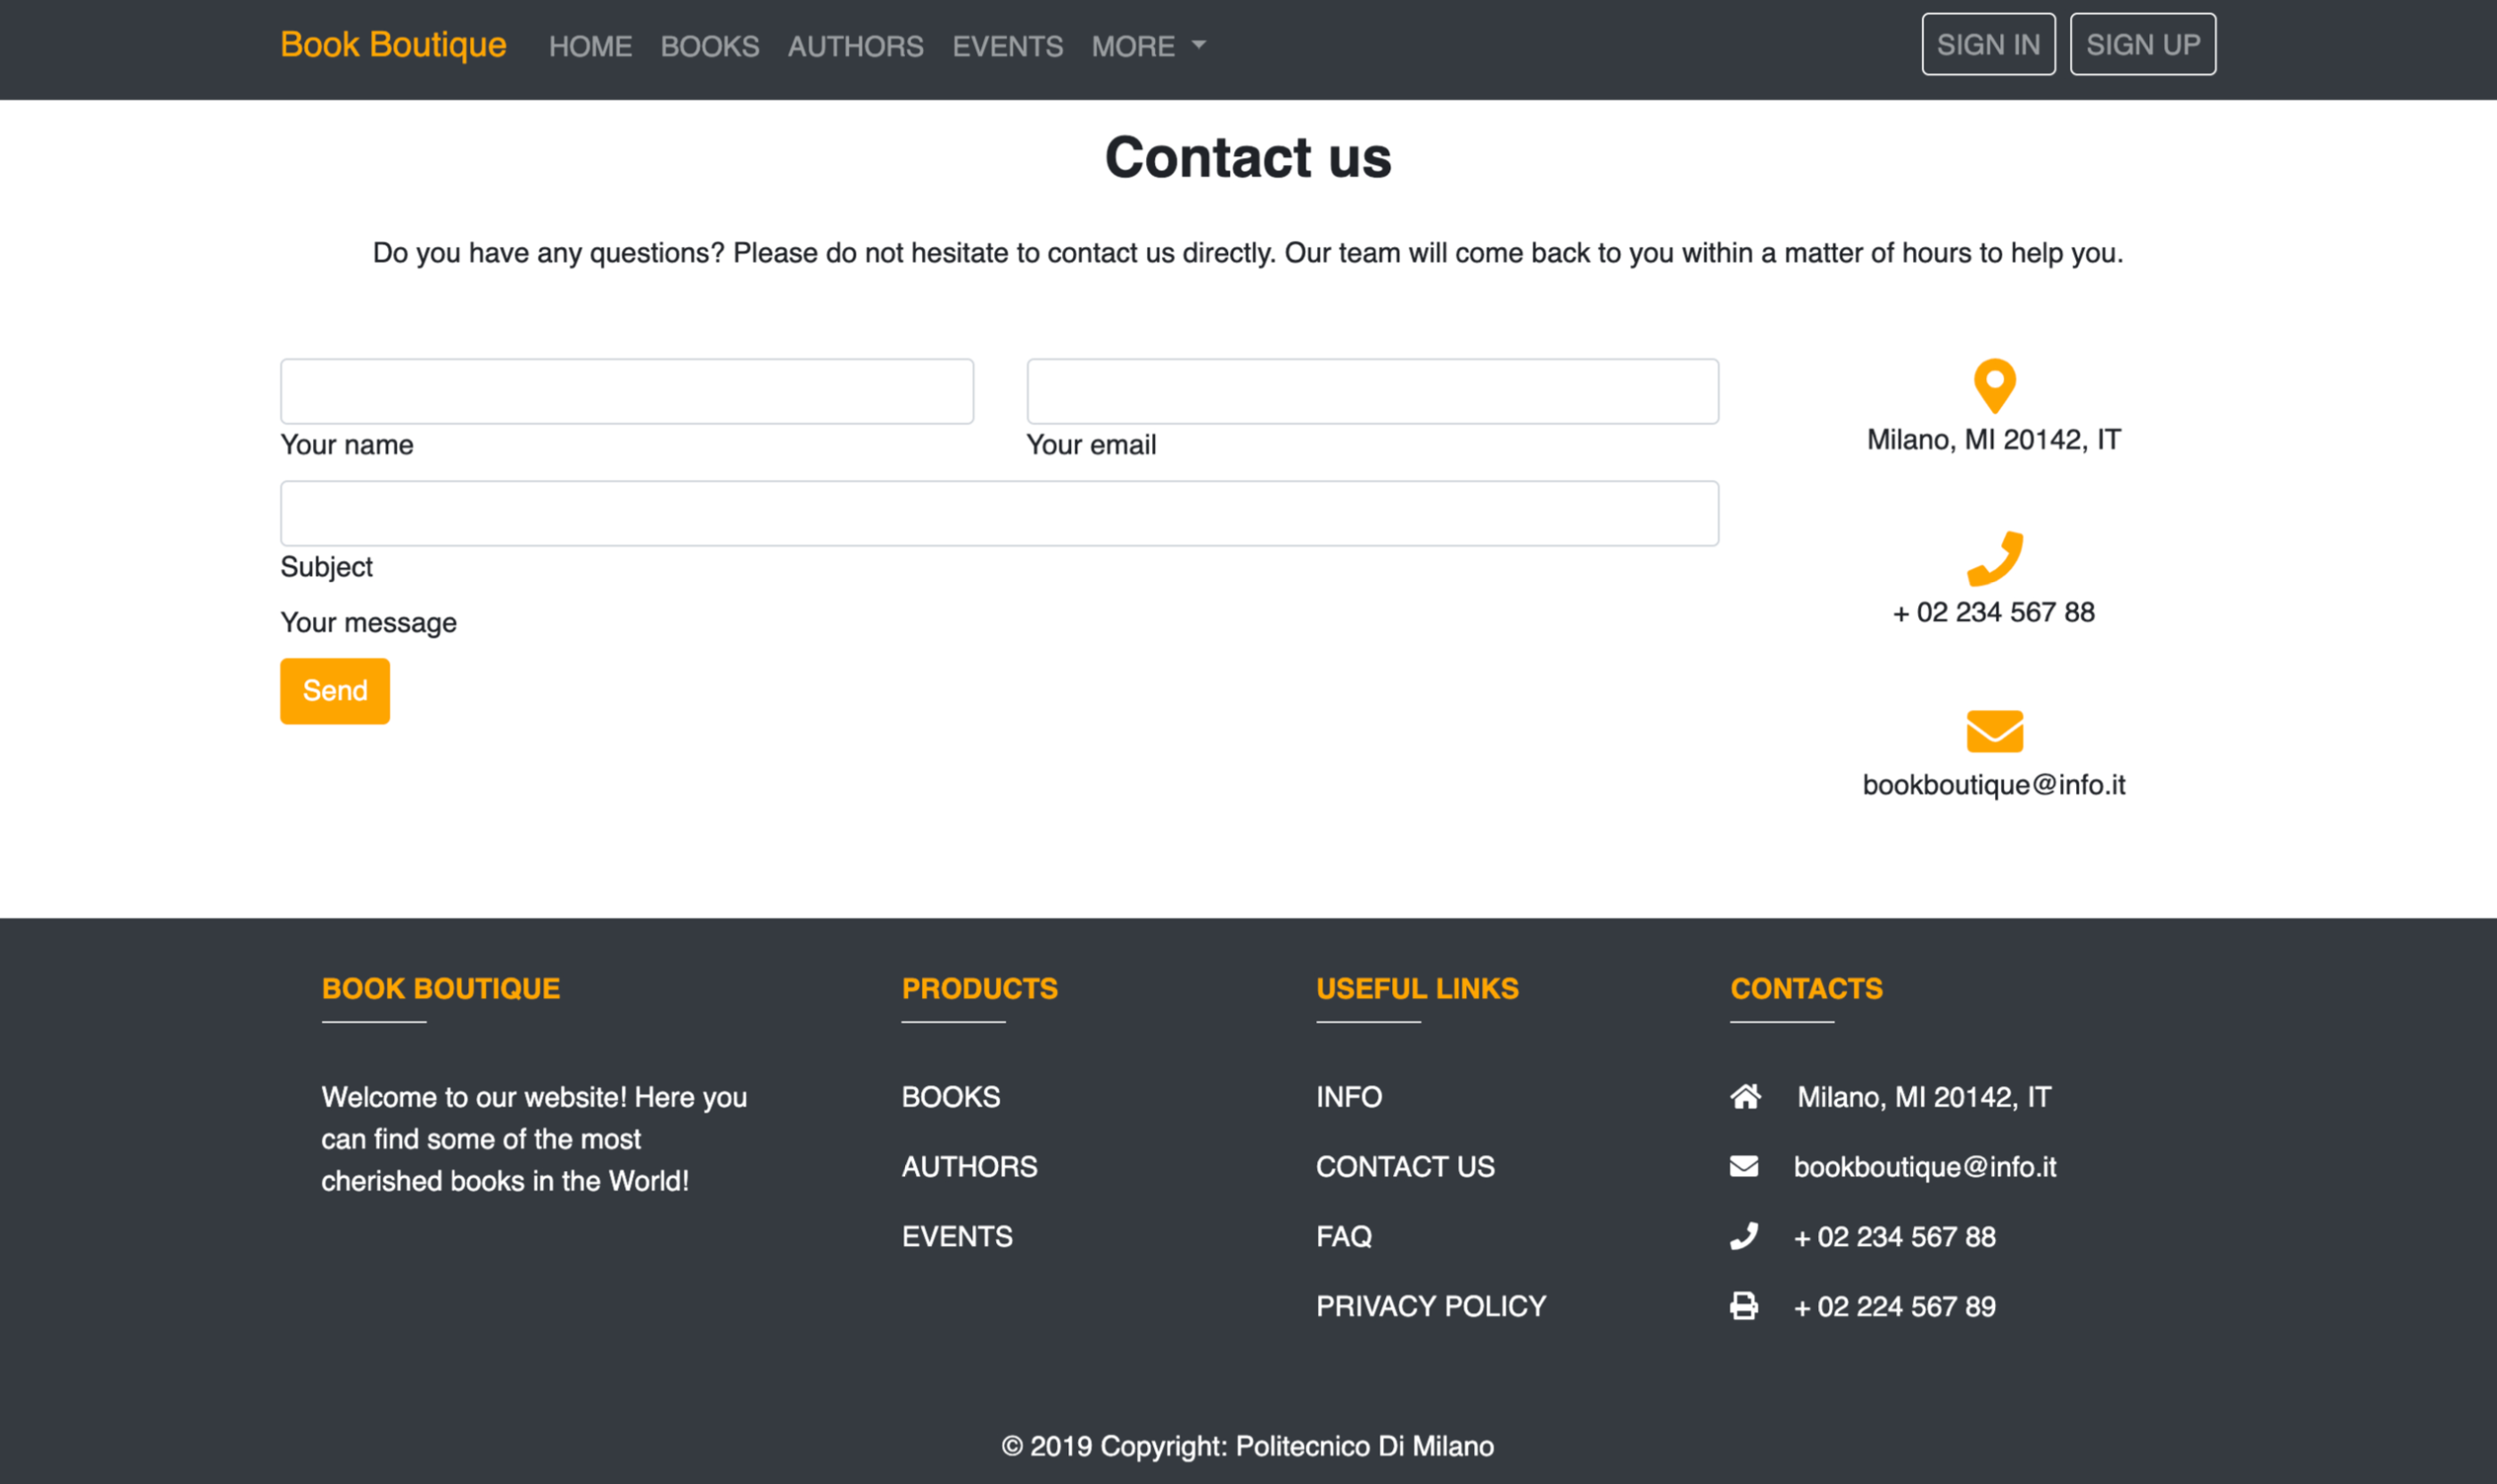 Book Boutique HOME BOOKS AUTHORS EVENTS MORE SIGN IN SIGN UP
Contact us
Do you have any questions? Please do not hesitate to contact us directly. Our team will come back to you within a matter of hours to help you.
Your name
Your email
Subject
Your message
Send
Milano, MI 20142, IT
+ 02 234 567 88
bookboutique@info.it
BOOK BOUTIQUE
Welcome to our website! Here you
can find some of the most
cherished books in the World!
PRODUCTS
BOOKS
AUTHORS
EVENTS
USEFUL LINKS
INFO
CONTACT US
FAQ
PRIVACY POLICY
CONTACTS
Milano, MI 20142, IT
bookboutique@info.it
+ 02 234 567 88
+ 02 224 567 89
© 2019 Copyright: Politecnico Di Milano